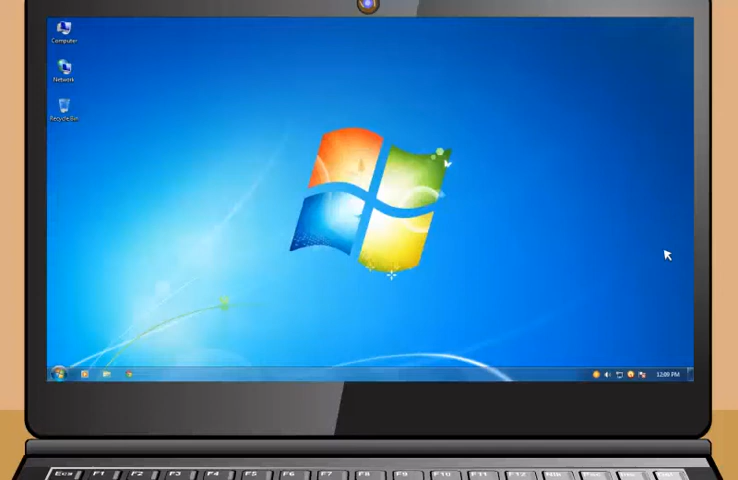 Computer
Network
Recycle Bin
12:09 PM
Esc F1 F2 F3 F4 F5 F6 F7 F8 F9 F10 F11 F12